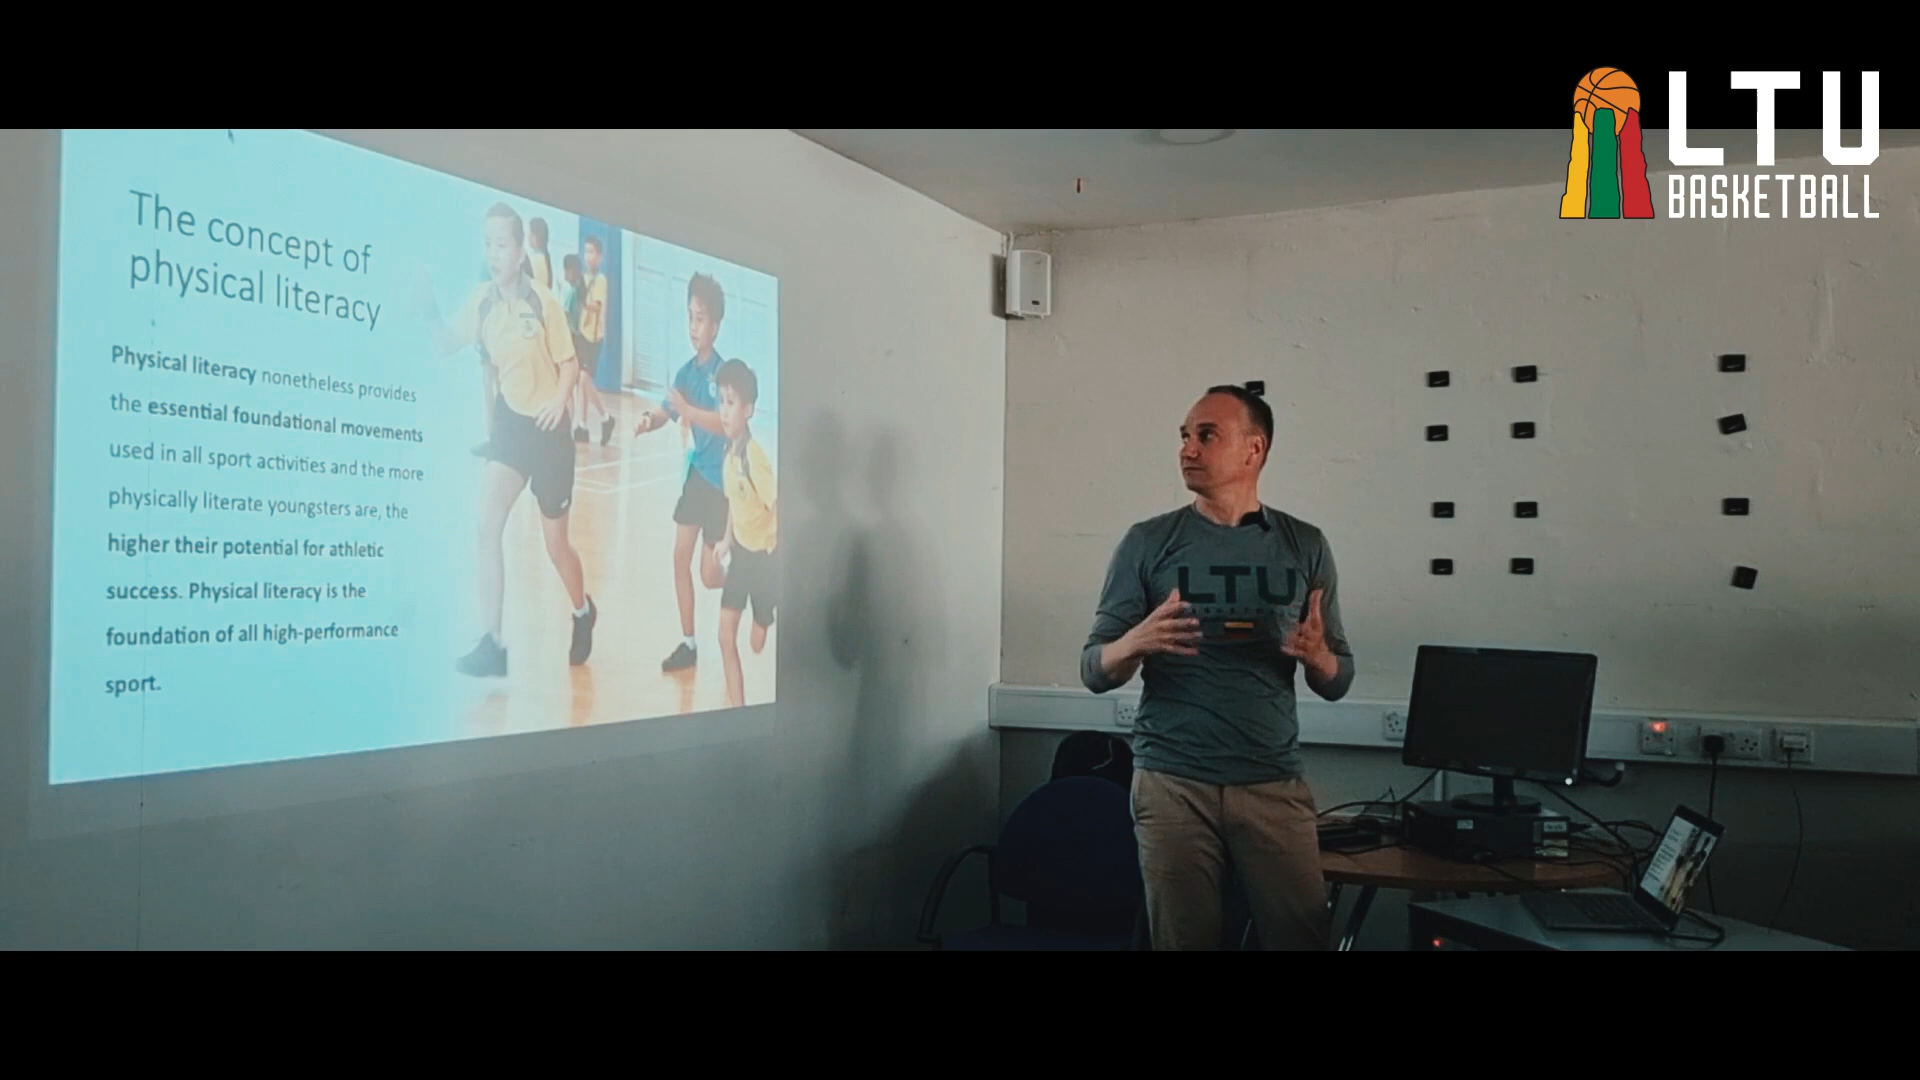 The concept of
physical literacy
Physical literacy nonetheless provides
the essential foundational movements
used in all sport activities and the more
physically literate youngsters are, the
higher their potential for athletic
success. Physical literacy is the
foundation of all high-performance
sport.
LTU
BASKETBALL
LTU
BASKETBALL